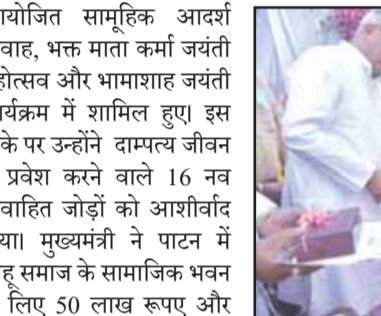 योजित सामूहिक आदर्श
वाह, भक्त माता कर्मा जयंती
होत्सव और भामाशाह जयंती
र्यक्रम में शामिल हुए। इस
के पर उन्होंने दाम्पत्य जीवन
प्रवेश करने वाले 16 नव
वाहित जोड़ों को आशीर्वाद
या। मुख्यमंत्री ने पाटन में
हू समाज के सामाजिक भवन
लिए 50 लाख रूपए और